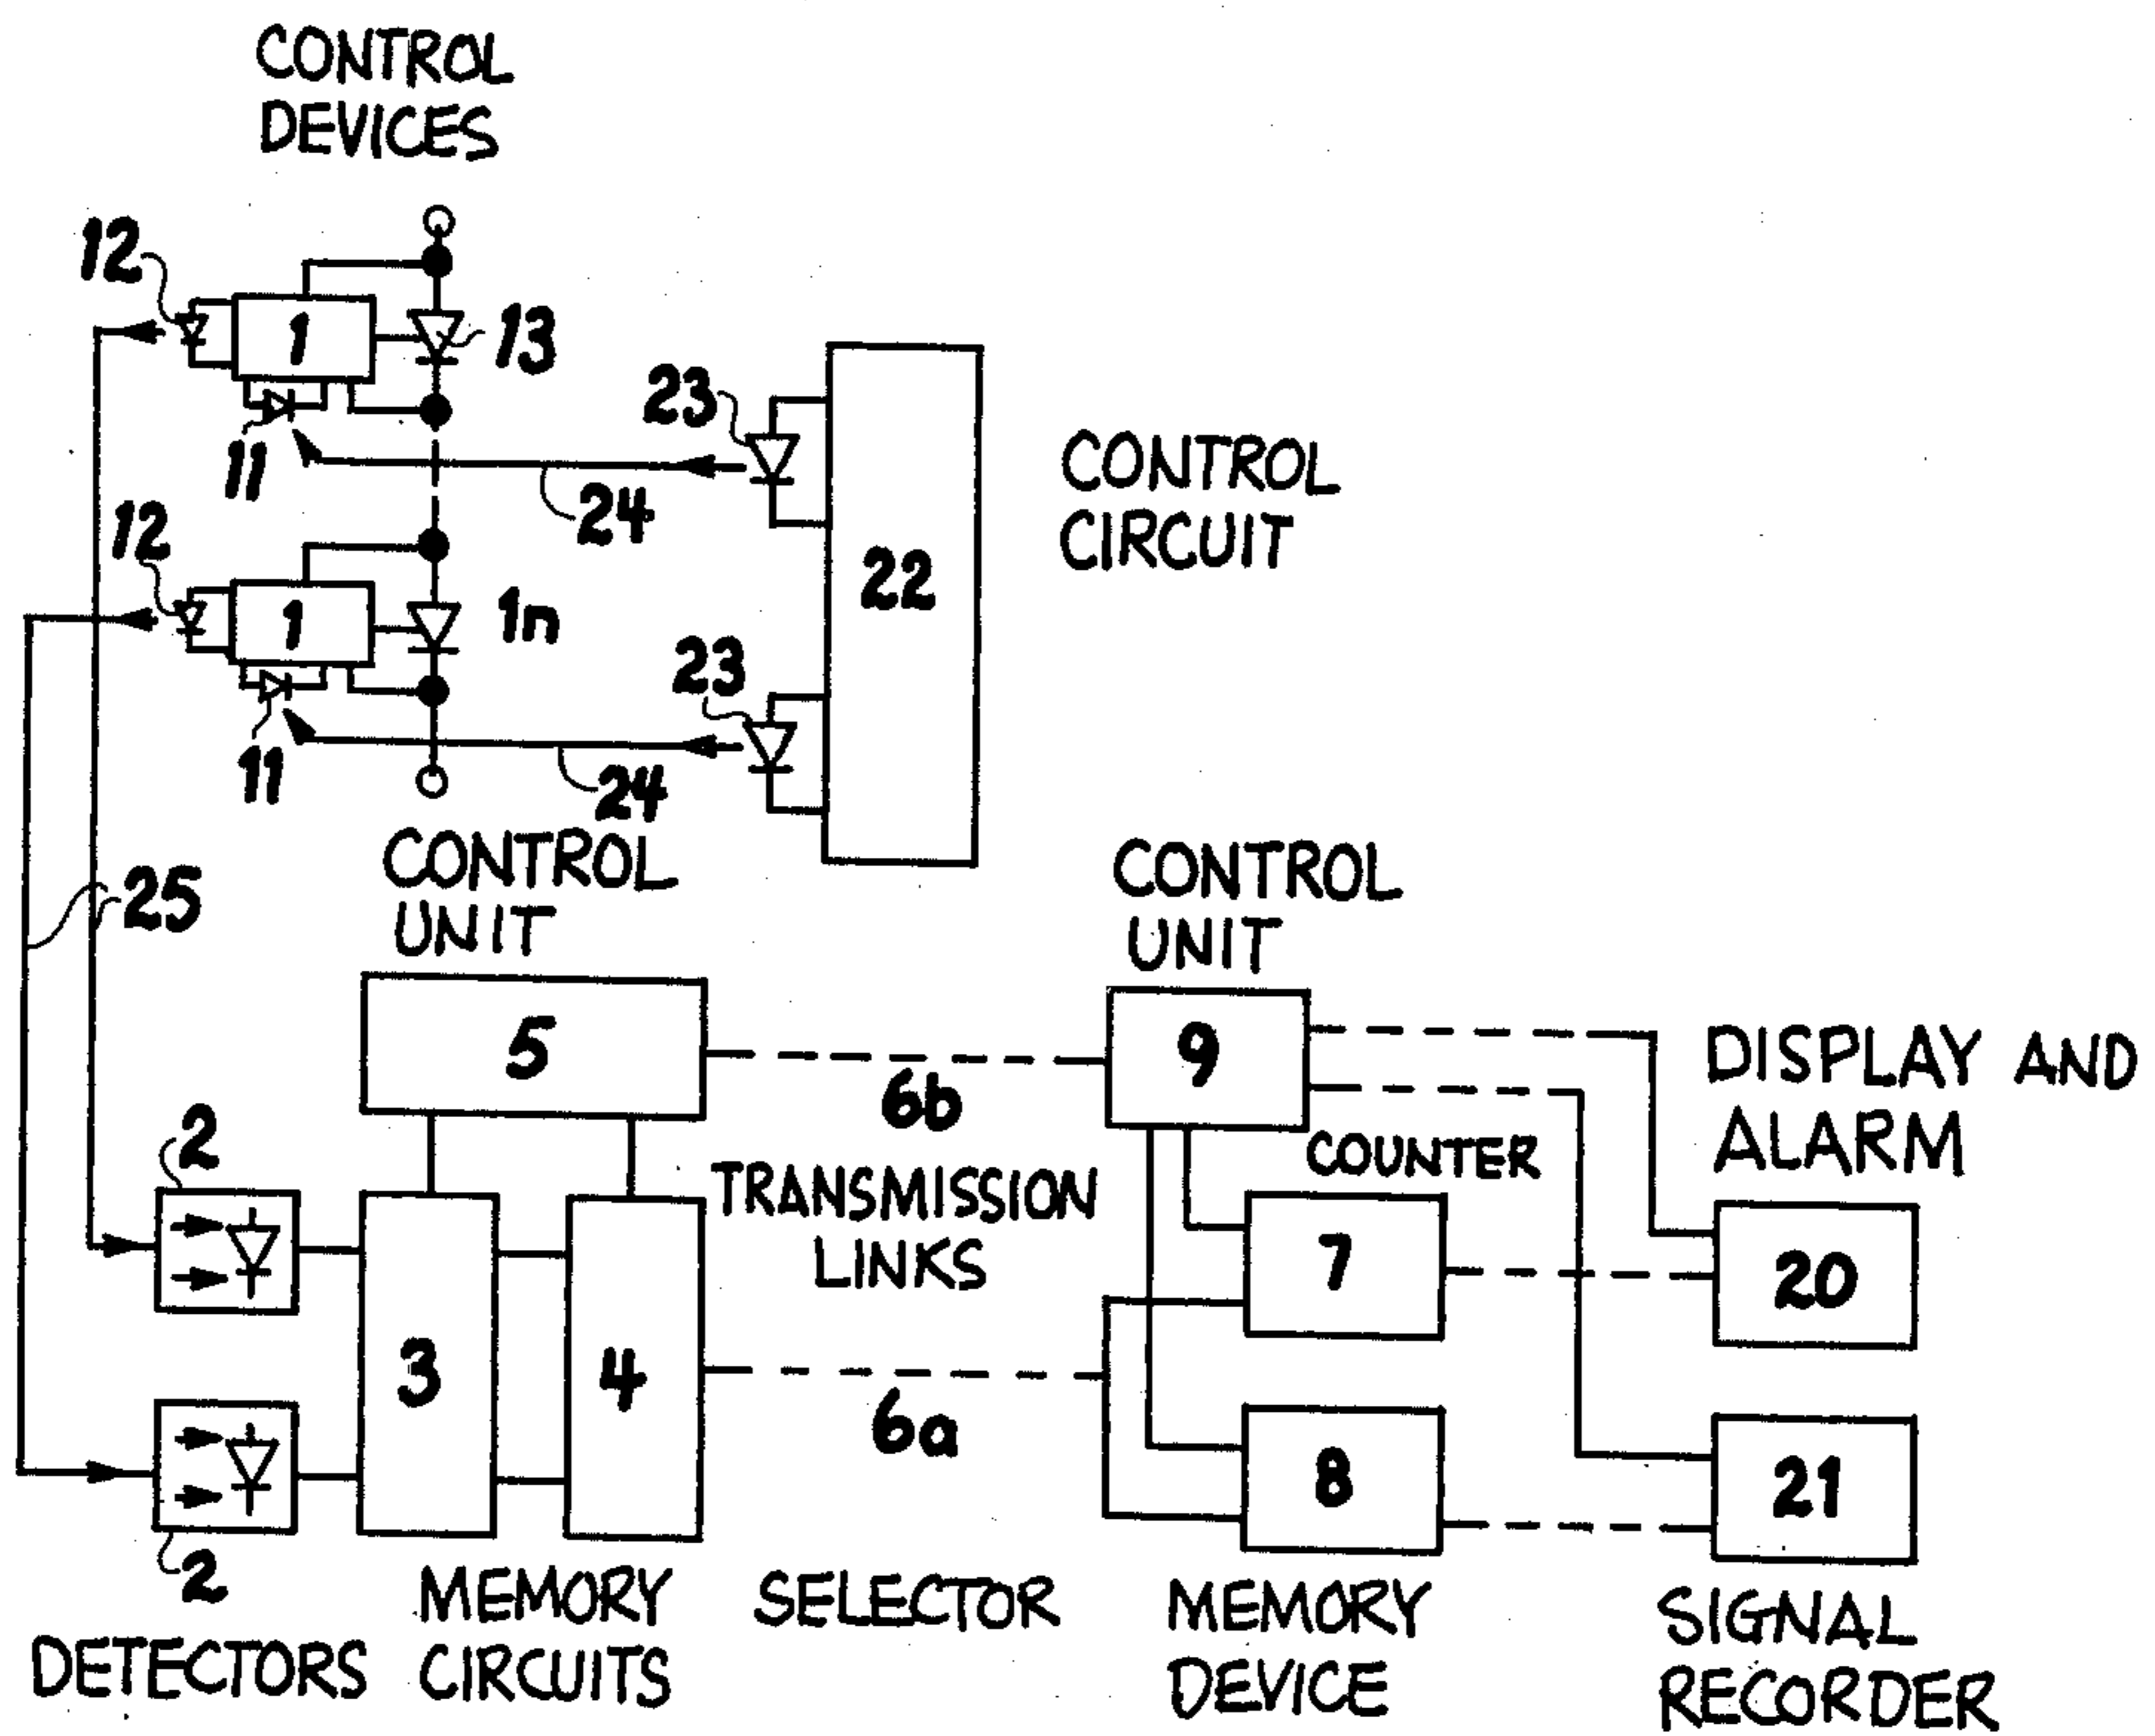 CONTROL
DEVICES
12
1
13
23
11
24
CONTROL
CIRCUIT
12
22
1
1n
23
11
24
CONTROL
UNIT
CONTROL
UNIT
25
5
9
6b
DISPLAY AND
ALARM
2
COUNTER
TRANSMISSION
LINKS
7
20
3
4
6a
8
21
2
MEMORY
CIRCUITS
SELECTOR
MEMORY
DEVICE
SIGNAL
RECORDER
DETECTORS